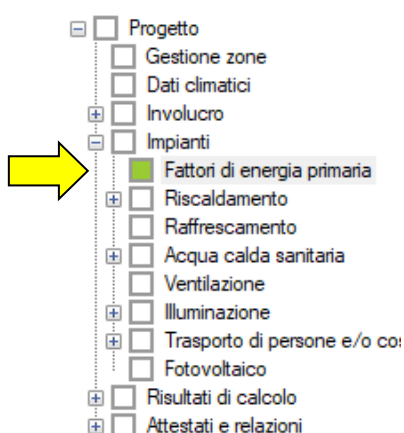 Progetto
Gestione zone
Dati climatici
Involucro
Impianti
Fattori di energia primaria
Riscaldamento
Raffrescamento
Acqua calda sanitaria
Ventilazione
Illuminazione
Trasporto di persone e/o cos
Fotovoltaico
Risultati di calcolo
Attestati e relazioni